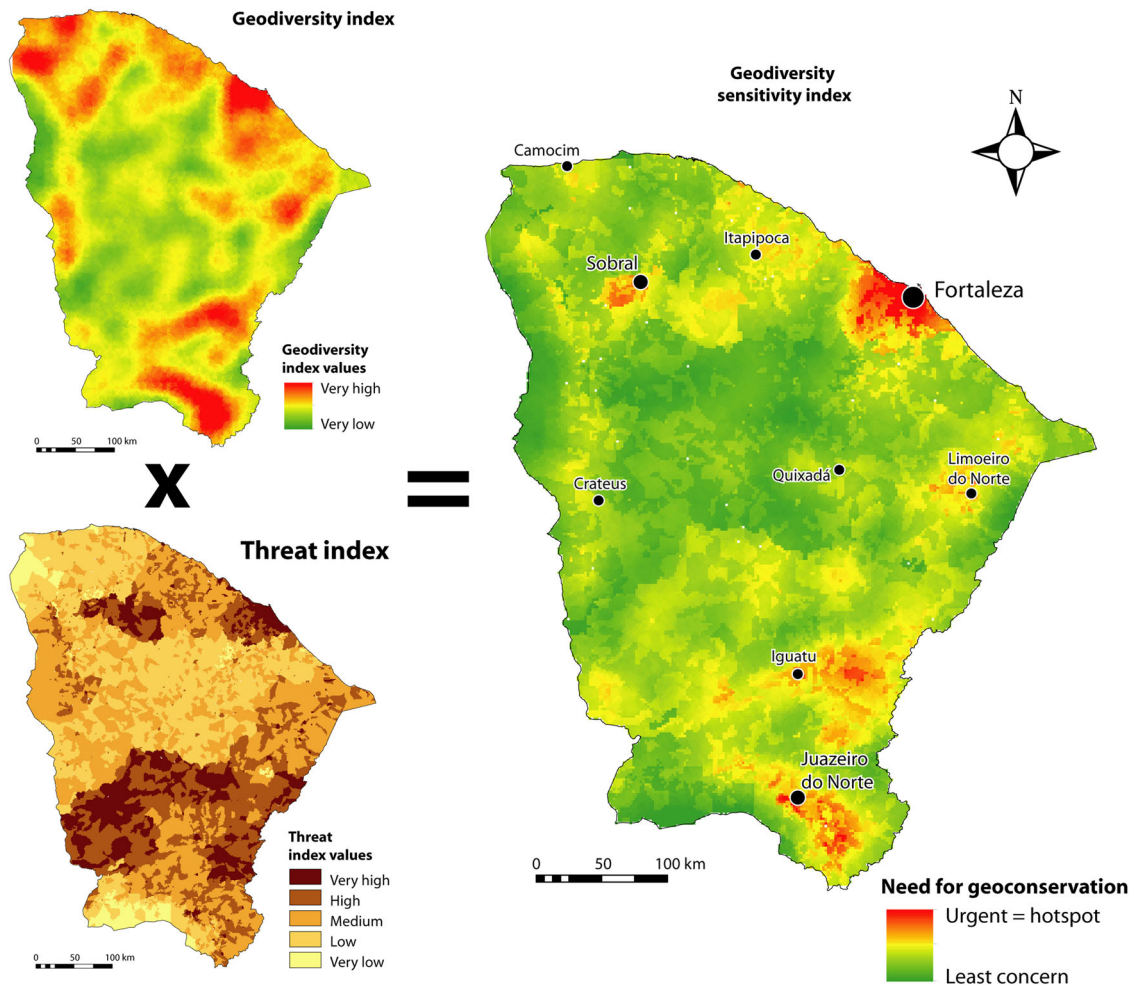 Geodiversity index
Geodiversity
index values
Very high
Very low
0 50 100 km
x
=
Threat index
Threat
index values
Very high
High
Medium
Low
Very low
0 50 100 km
Geodiversity
sensitivity index
N
Camocim
Itapipoca
Sobral
Fortaleza
Limoeiro
do Norte
Quixadá
Crateus
Iguatu
Juazeiro
do Norte
0 50 100 km
Need for geoconservation
Urgent = hotspot
Least concern